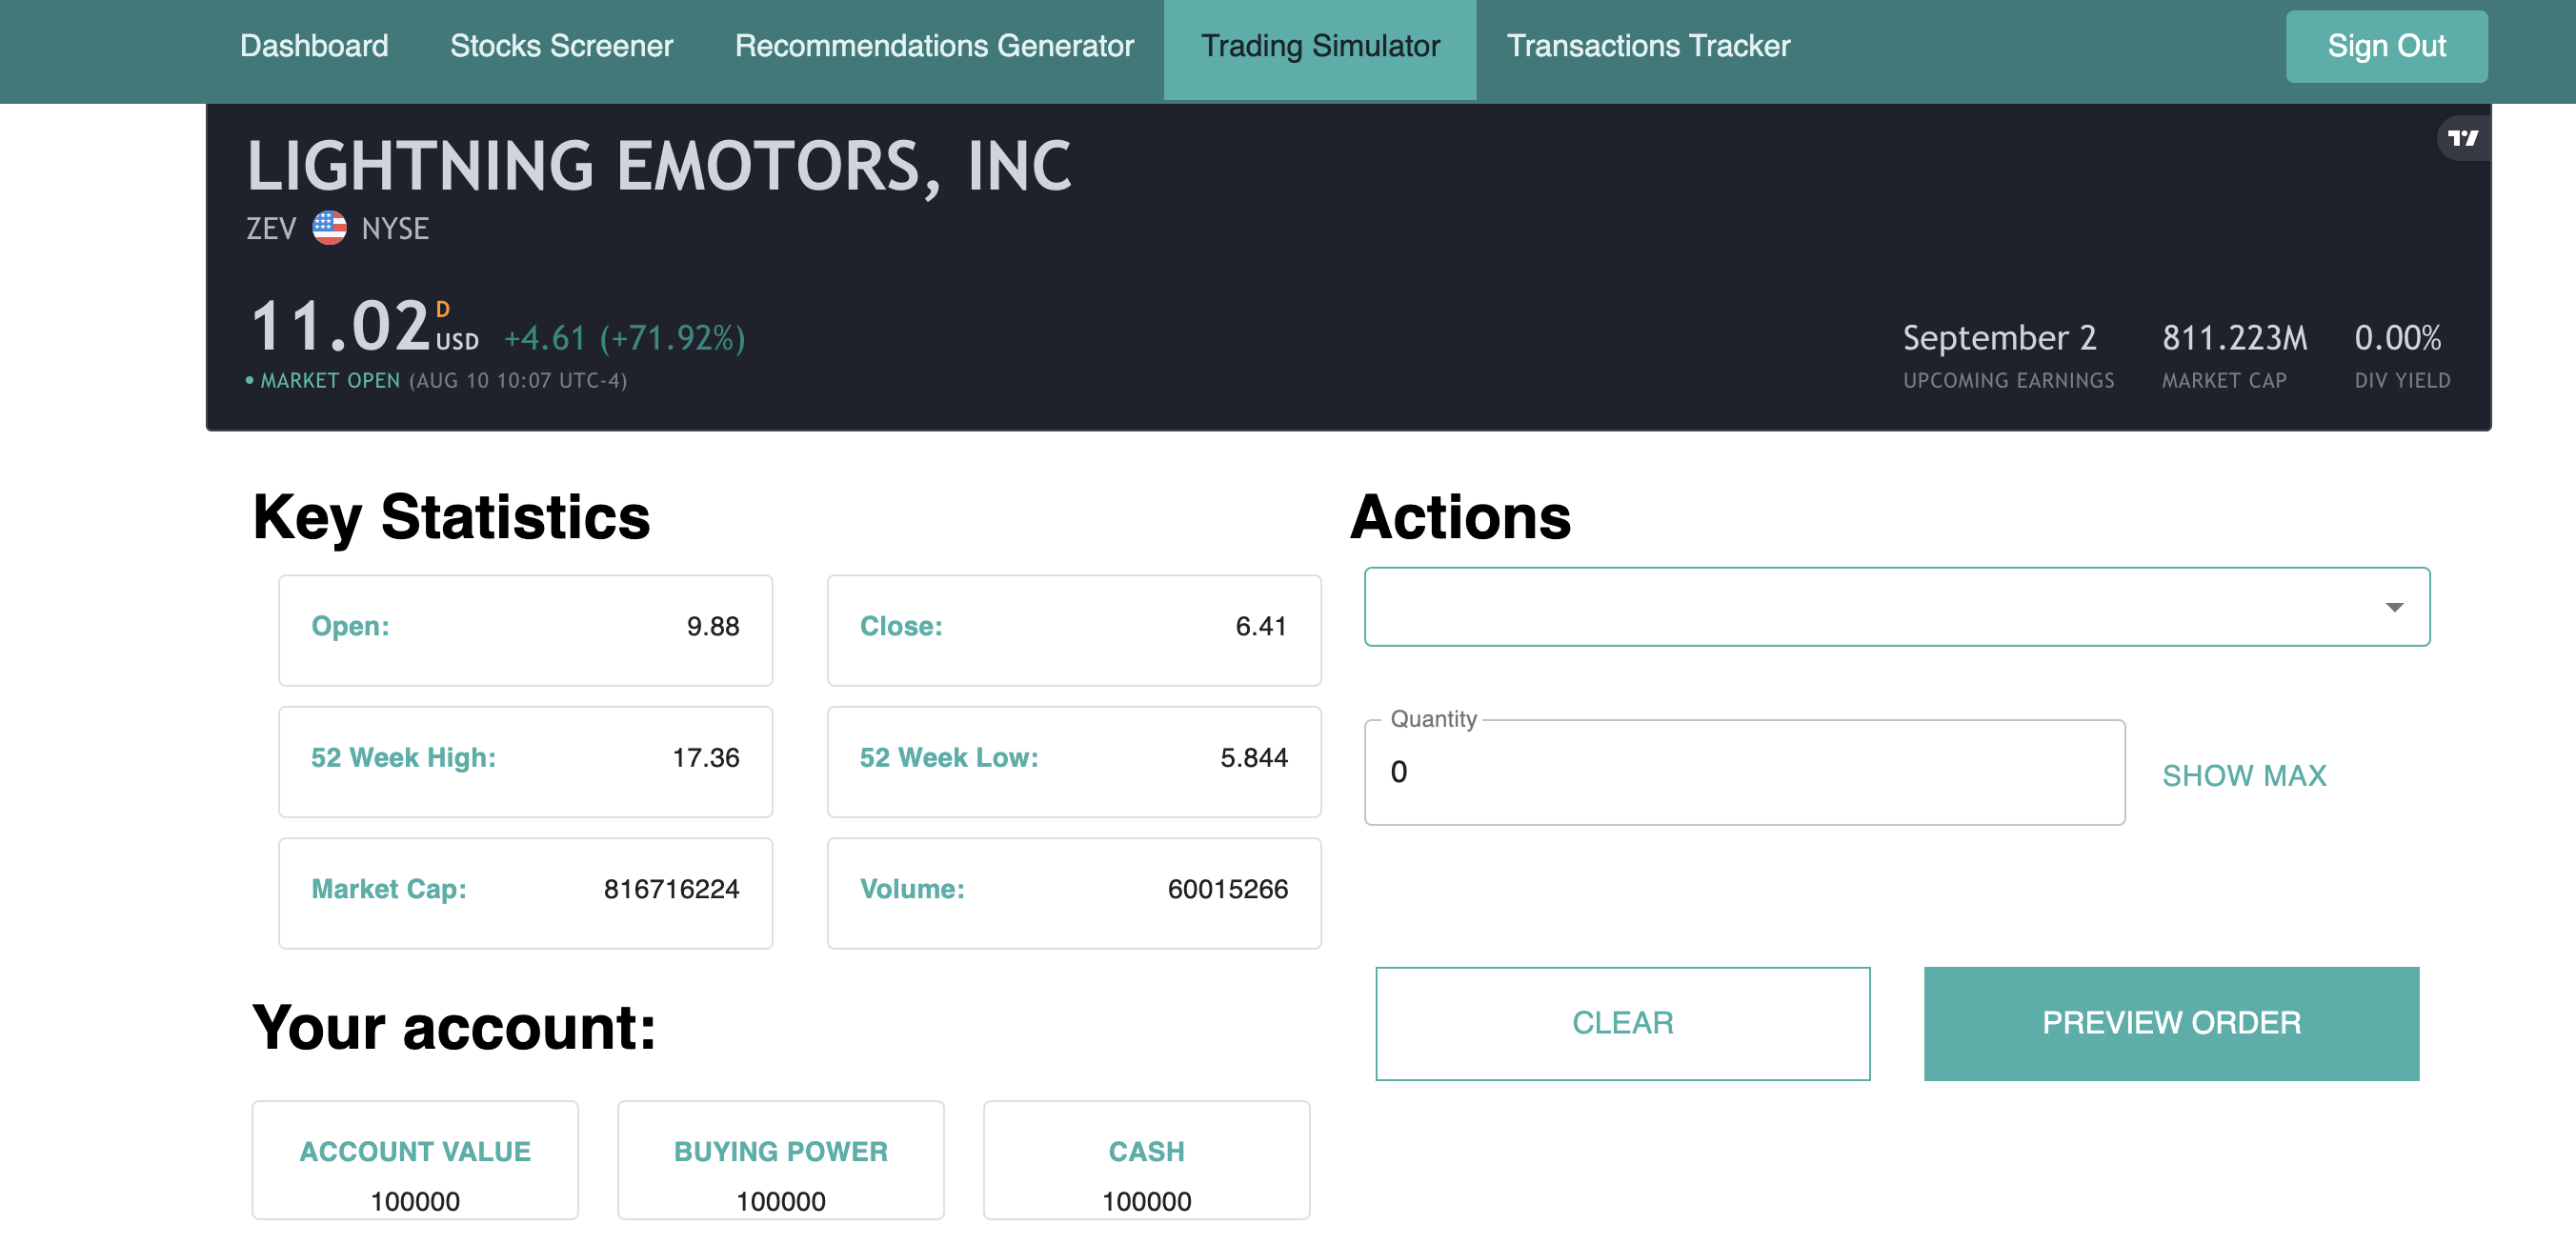 Dashboard Stocks Screener Recommendations Generator Trading Simulator Transactions Tracker Sign Out
LIGHTNING EMOTORS, INC
ZEV NYSE
11.02 D USD +4.61 (+71.92%)
MARKET OPEN (AUG 10 10:07 UTC-4)
September 2 811.223M 0.00%
UPCOMING EARNINGS MARKET CAP DIV YIELD
Key Statistics
Open: 9.88 Close: 6.41
52 Week High: 17.36 52 Week Low: 5.844
Market Cap: 816716224 Volume: 60015266
Your account:
ACCOUNT VALUE BUYING POWER CASH
100000 100000 100000
Actions
Quantity
0
SHOW MAX
CLEAR PREVIEW ORDER